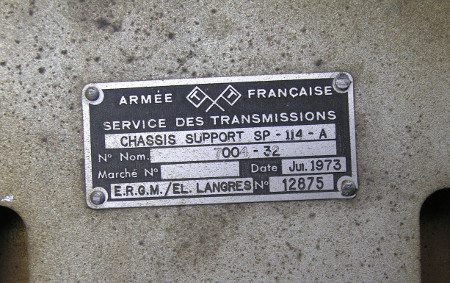 ARMÉE FRANÇAISE
SERVICE DES TRANSMISSIONS
CHASSIS SUPPORT SP-114-A
N° Nom. 7004-32
Marché N° Date Jui.1973
E.R.G.M./EL. LANGRES N° 12875